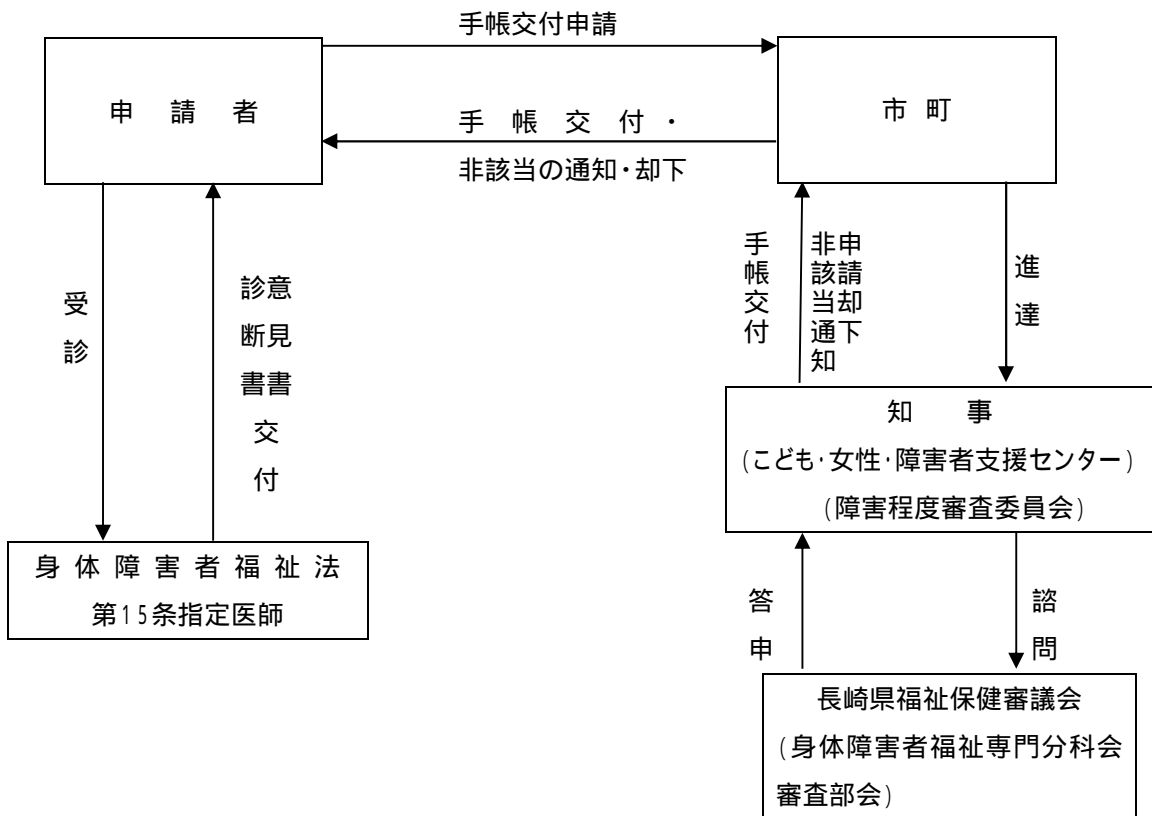 手帳交付申請
申請者
市町
手帳交付・
非該当の通知・却下
受診
診断書
意見書
交付
手帳交付
申請却下
非該当通知
進達
知事
(こども・女性・障害者支援センター)
(障害程度審査委員会)
身体障害者福祉法
第15条指定医師
答申
諮問
長崎県福祉保健審議会
(身体障害者福祉専門分科会
審査部会)